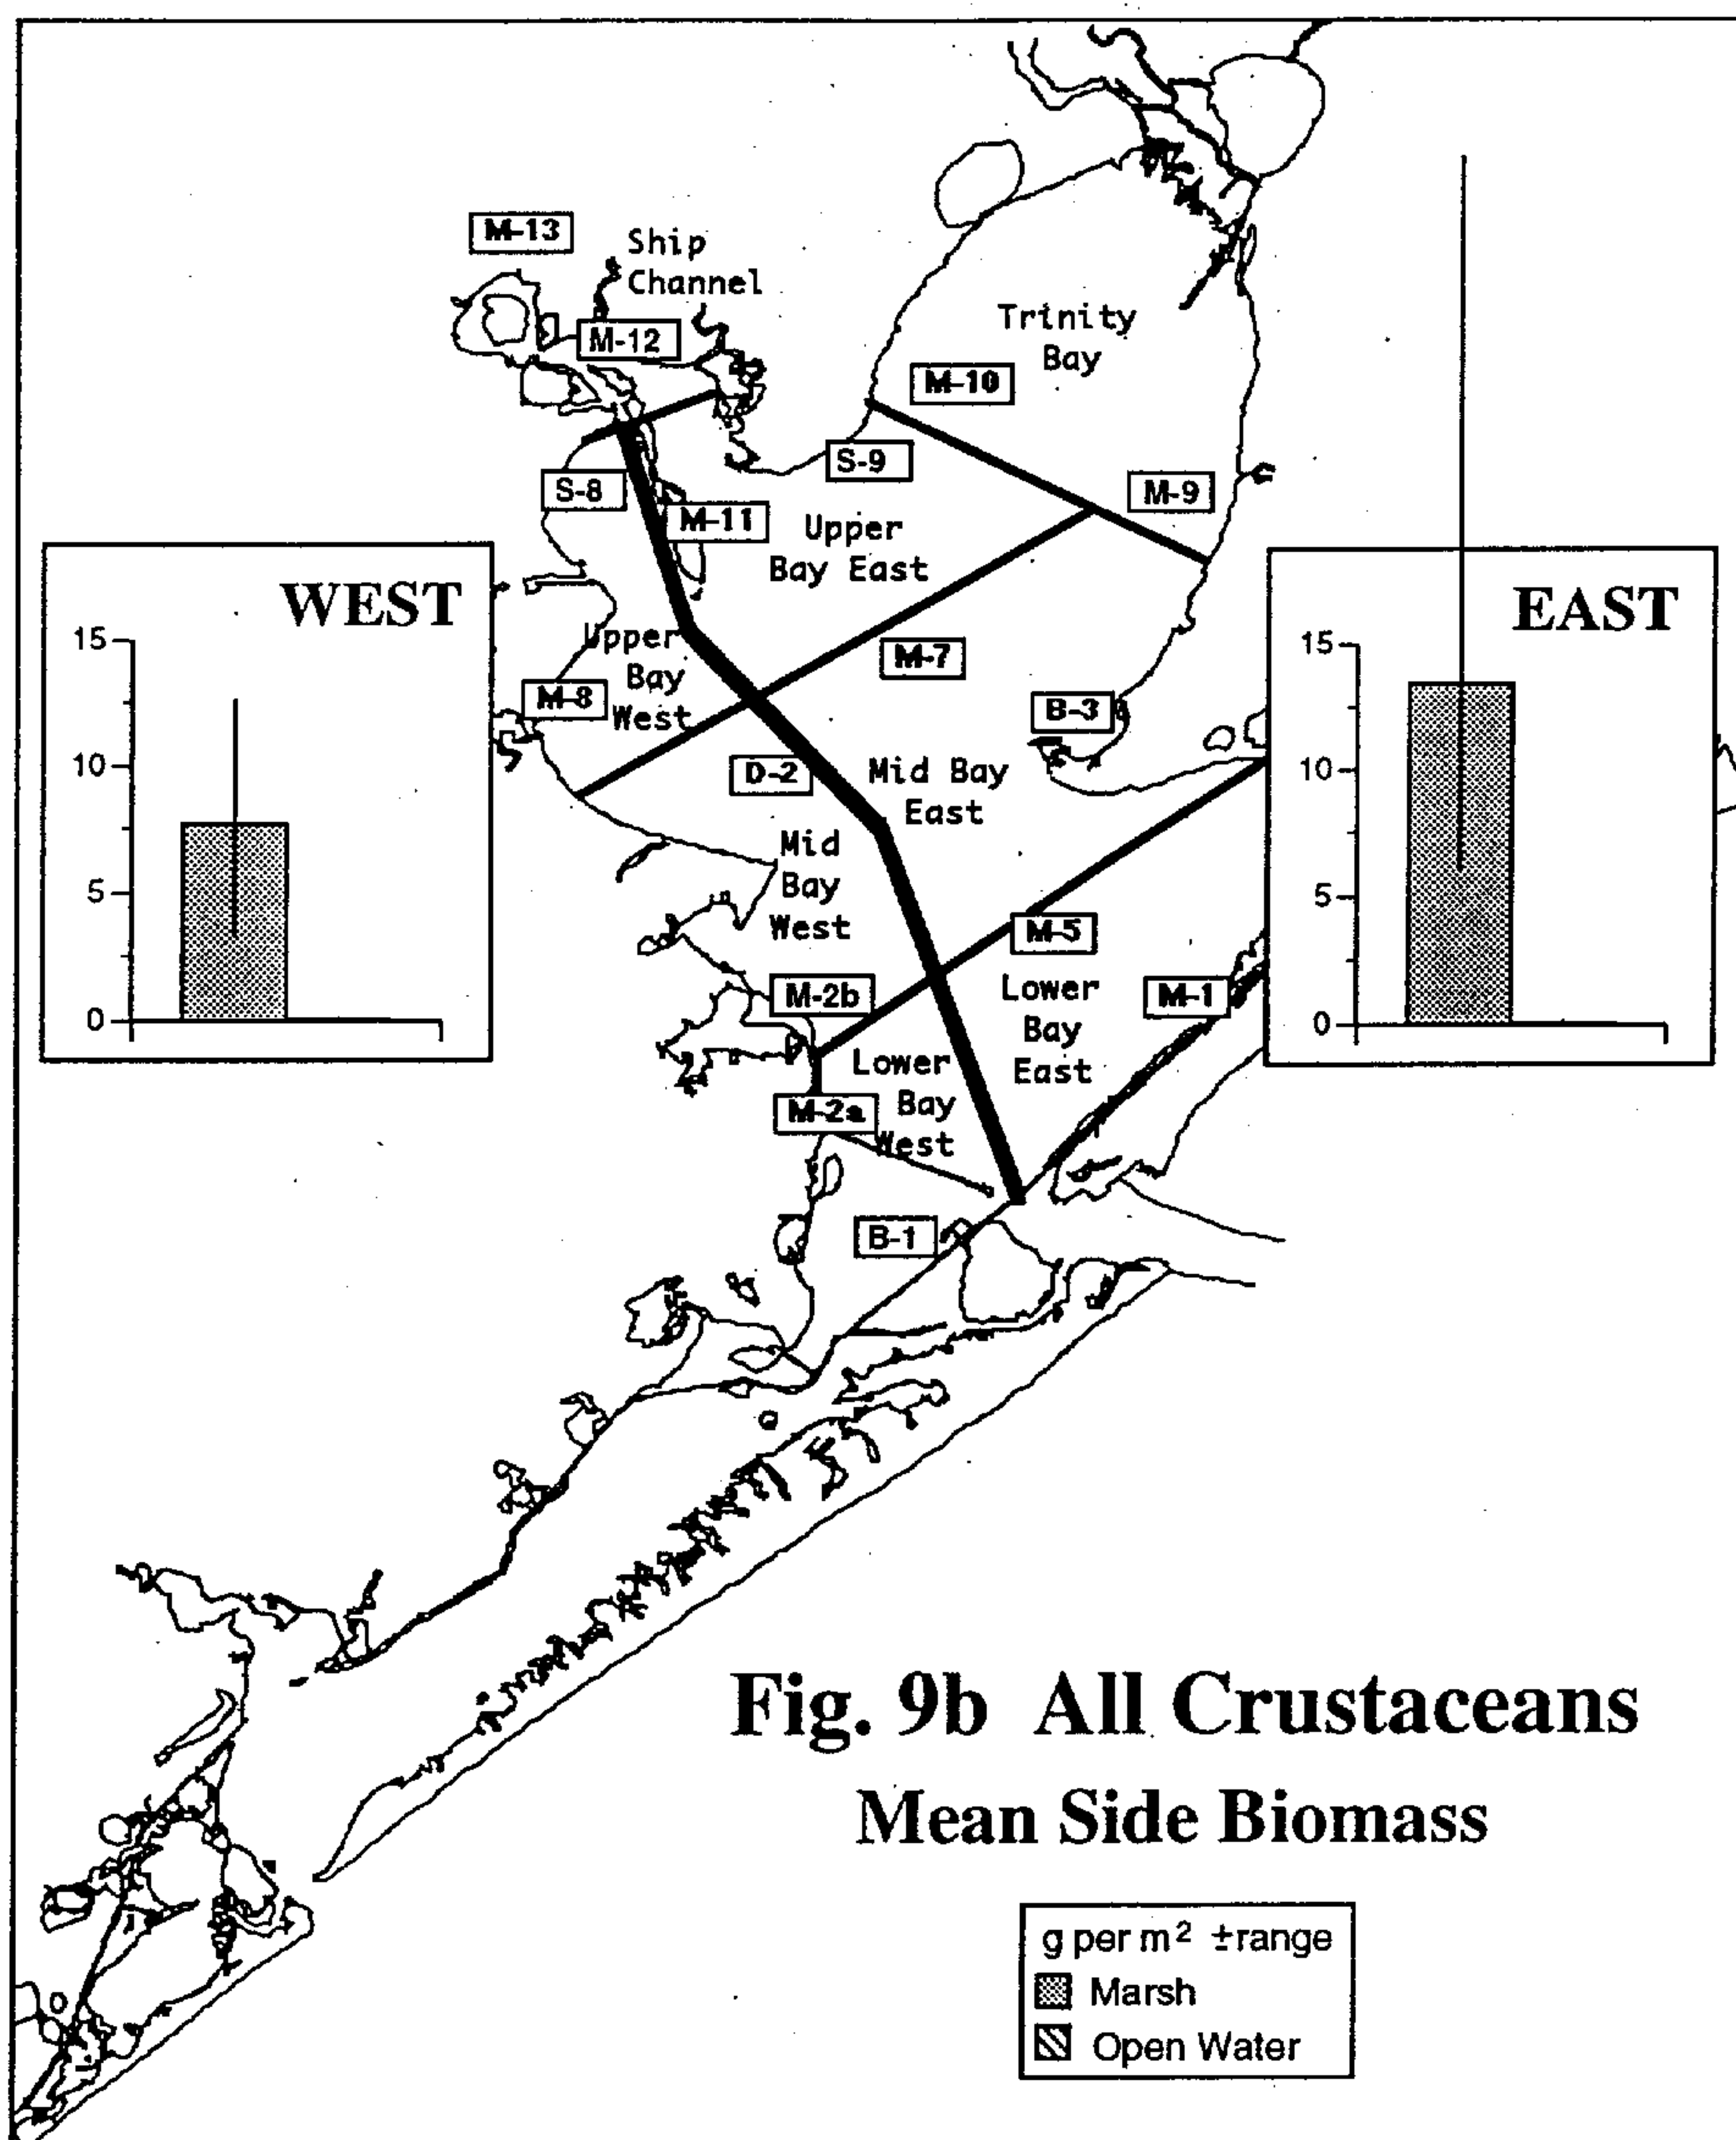 M-13
Ship
Channel
M-12
Trinity
Bay
M-10
S-9
M-9
S-8
M-11
Upper
Bay East
WEST
15
10
5
0
EAST
15
10
5
0
Upper
Bay
West
M-8
M-7
B-3
D-2
Mid Bay
East
Mid
Bay
West
M-5
M-2b
Lower
Bay
East
M-1
Lower
Bay
West
M-2a
B-1
Fig. 9b All Crustaceans
Mean Side Biomass
g per m² ±range
Marsh
Open Water